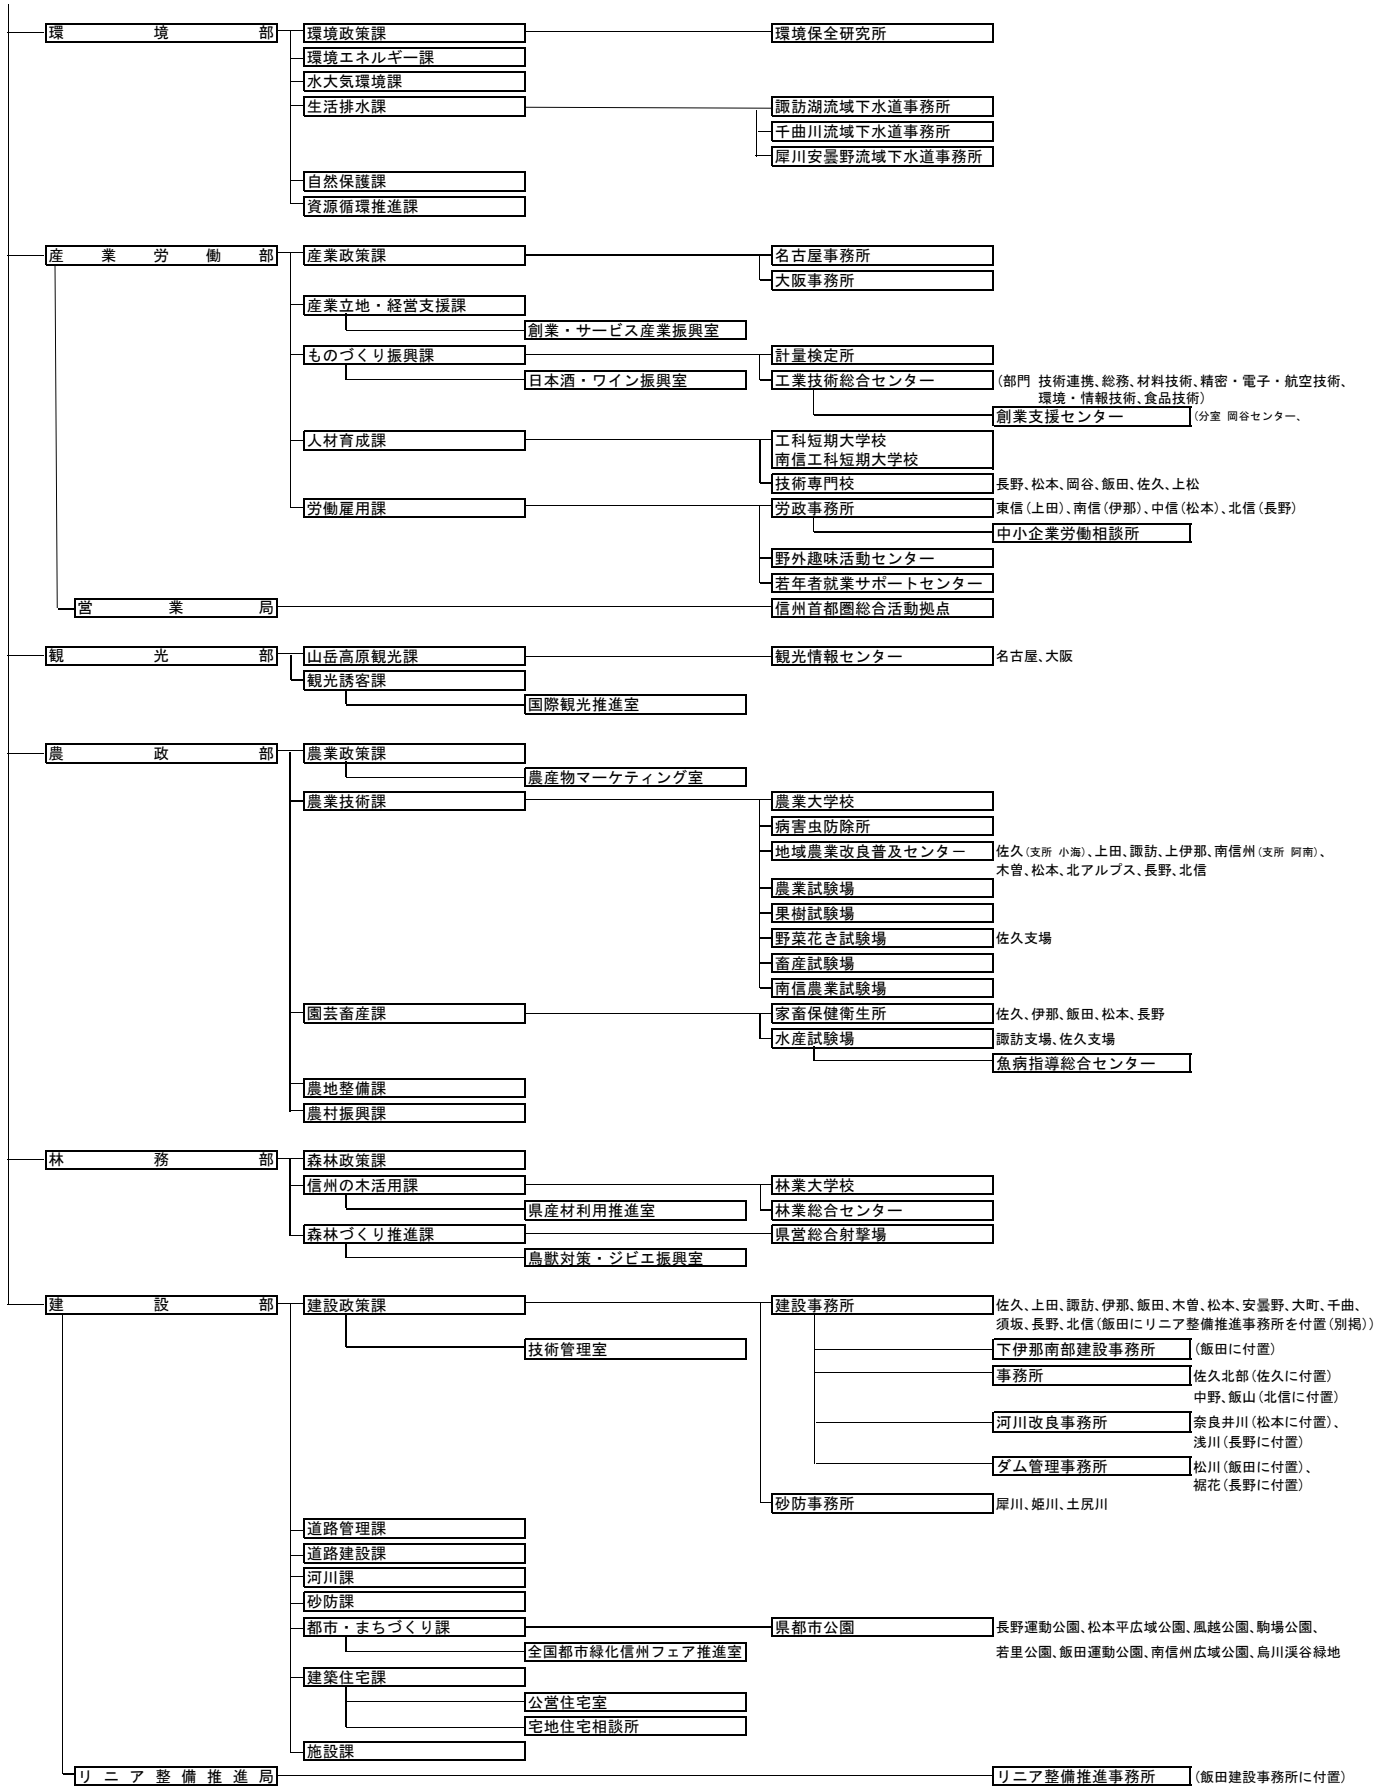 環境部 環境政策課 環境保全研究所
環境エネルギー課
水大気環境課
生活排水課 諏訪湖流域下水道事務所
千曲川流域下水道事務所
犀川安曇野流域下水道事務所
自然保護課
資源循環推進課
産業労働部 産業政策課 名古屋事務所
大阪事務所
産業立地・経営支援課
創業・サービス産業振興室
ものづくり振興課 計量検定所
日本酒・ワイン振興室 工業技術総合センター (部門 技術連携、総務、材料技術、精密・電子・航空技術、
環境・情報技術、食品技術)
創業支援センター (分室 岡谷センター、
人材育成課 工科短期大学校
南信工科短期大学校
技術専門校 長野、松本、岡谷、飯田、佐久、上松
労働雇用課 労政事務所 東信(上田)、南信(伊那)、中信(松本)、北信(長野)
中小企業労働相談所
野外趣味活動センター
若年者就業サポートセンター
営業局 信州首都圏総合活動拠点
観光部 山岳高原観光課 観光情報センター 名古屋、大阪
観光誘客課
国際観光推進室
農政部 農業政策課
農産物マーケティング室
農業技術課 農業大学校
病害虫防除所
地域農業改良普及センター 佐久(支所 小海)、上田、諏訪、上伊那、南信州(支所 阿南)、
木曽、松本、北アルプス、長野、北信
農業試験場
果樹試験場
野菜花き試験場 佐久支場
畜産試験場
南信農業試験場
園芸畜産課 家畜保健衛生所 佐久、伊那、飯田、松本、長野
水産試験場 諏訪支場、佐久支場
魚病指導総合センター
農地整備課
農村振興課
林務部 森林政策課
信州の木活用課 林業大学校
県産材利用推進室 林業総合センター
森林づくり推進課 県営総合射撃場
鳥獣対策・ジビエ振興室
建設部 建設政策課 建設事務所 佐久、上田、諏訪、伊那、飯田、木曽、松本、安曇野、大町、千曲、
須坂、長野、北信(飯田にリニア整備推進事務所を付置(別掲))
技術管理室 下伊那南部建設事務所 (飯田に付置)
事務所 佐久北部(佐久に付置)
中野、飯山(北信に付置)
河川改良事務所 奈良井川(松本に付置)、
浅川(長野に付置)
ダム管理事務所 松川(飯田に付置)、
裾花(長野に付置)
砂防事務所 犀川、姫川、土尻川
道路管理課
道路建設課
河川課
砂防課
都市・まちづくり課 県都市公園 長野運動公園、松本平広域公園、風越公園、駒場公園、
全国都市緑化信州フェア推進室 若里公園、飯田運動公園、南信州広域公園、烏川渓谷緑地
建築住宅課
公営住宅室
宅地住宅相談所
施設課
リニア整備推進局 リニア整備推進事務所 (飯田建設事務所に付置)